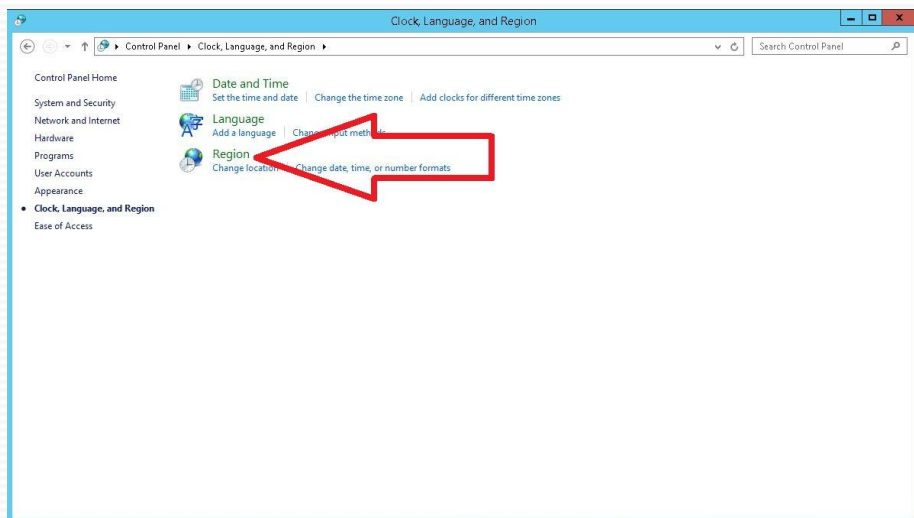 Clock, Language, and Region
Control Panel Clock, Language, and Region
Search Control Panel
Control Panel Home
System and Security
Network and Internet
Hardware
Programs
User Accounts
Appearance
Clock, Language, and Region
Ease of Access
Date and Time
Set the time and date Change the time zone Add clocks for different time zones
Language
Add a language Change input methods
Region
Change location Change date, time, or number formats